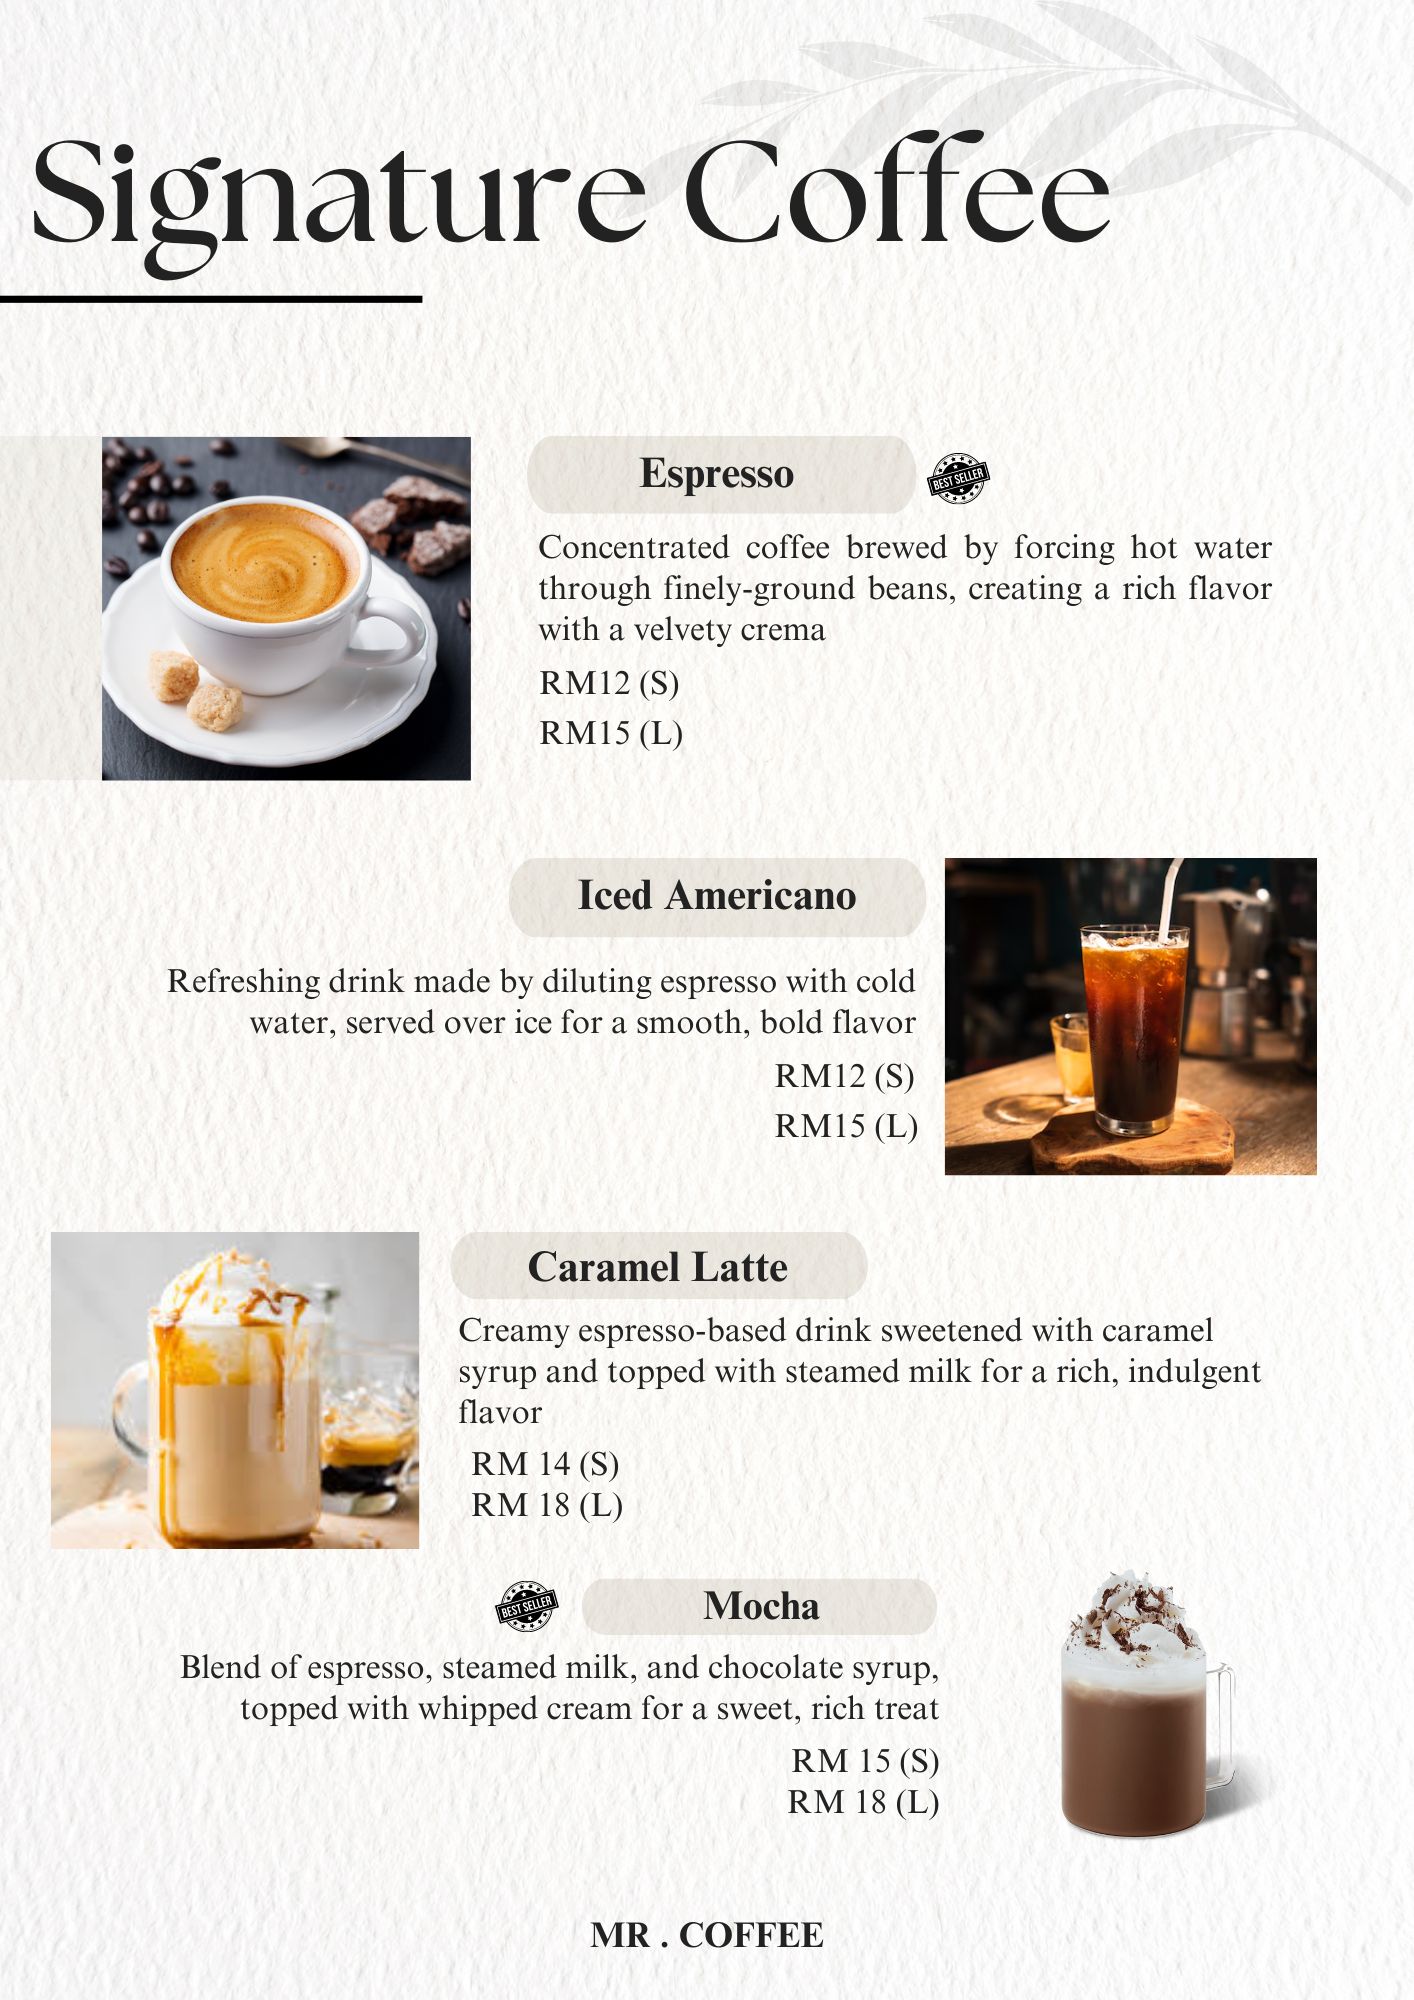 Signature Coffee
Espresso
BEST SELLER
Concentrated coffee brewed by forcing hot water
through finely-ground beans, creating a rich flavor
with a velvety crema
RM12 (S)
RM15 (L)
Iced Americano
Refreshing drink made by diluting espresso with cold
water, served over ice for a smooth, bold flavor
RM12 (S)
RM15 (L)
Caramel Latte
Creamy espresso-based drink sweetened with caramel
syrup and topped with steamed milk for a rich, indulgent
flavor
RM 14 (S)
RM 18 (L)
BEST SELLER
Mocha
Blend of espresso, steamed milk, and chocolate syrup,
topped with whipped cream for a sweet, rich treat
RM 15 (S)
RM 18 (L)
MR . COFFEE